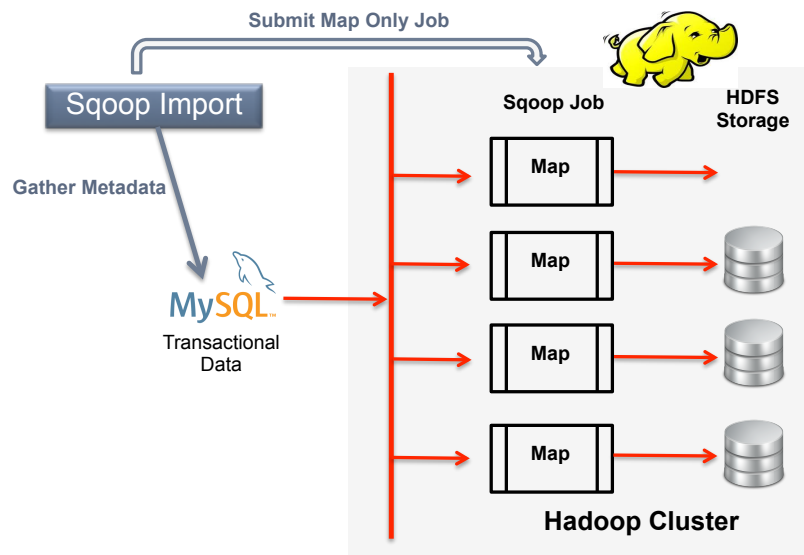 Submit Map Only Job
Sqoop Import
Gather Metadata
MySQL™
Transactional
Data
Sqoop Job
HDFS
Storage
Map
Map
Map
Map
Hadoop Cluster